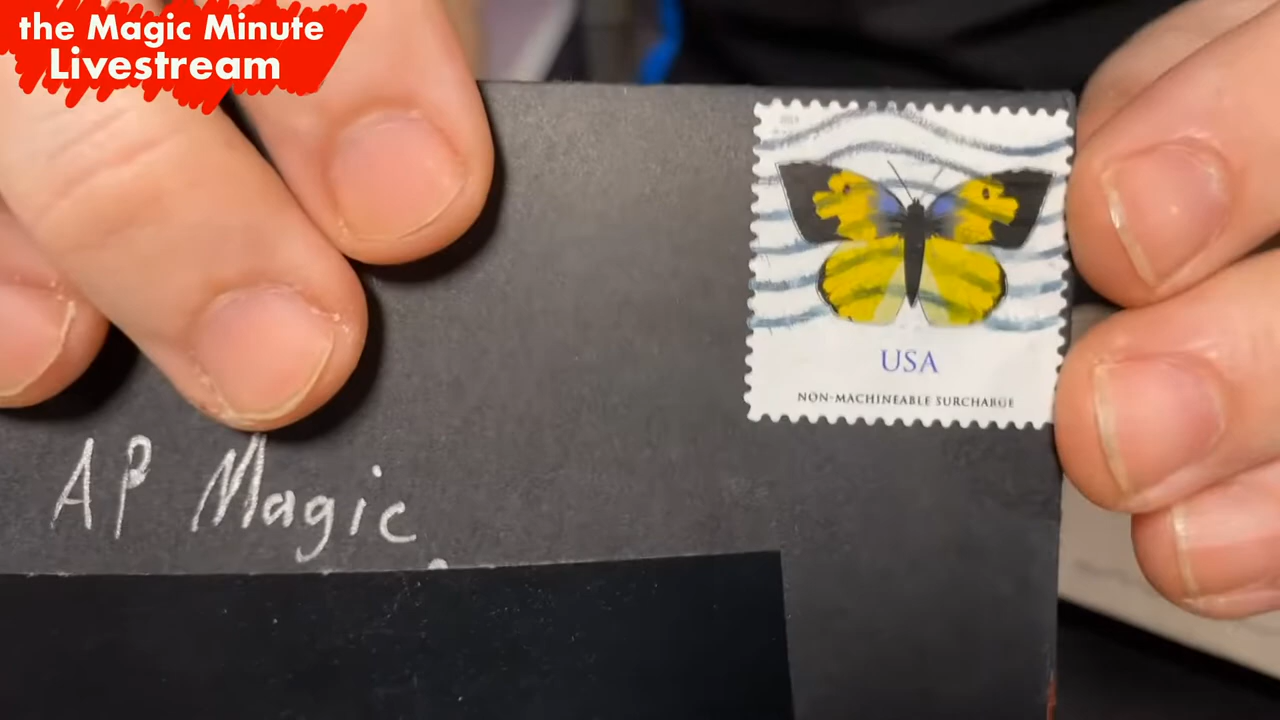 the Magic Minute
Livestream
USA
NON-MACHINEABLE SURCHARGE
AP Magic